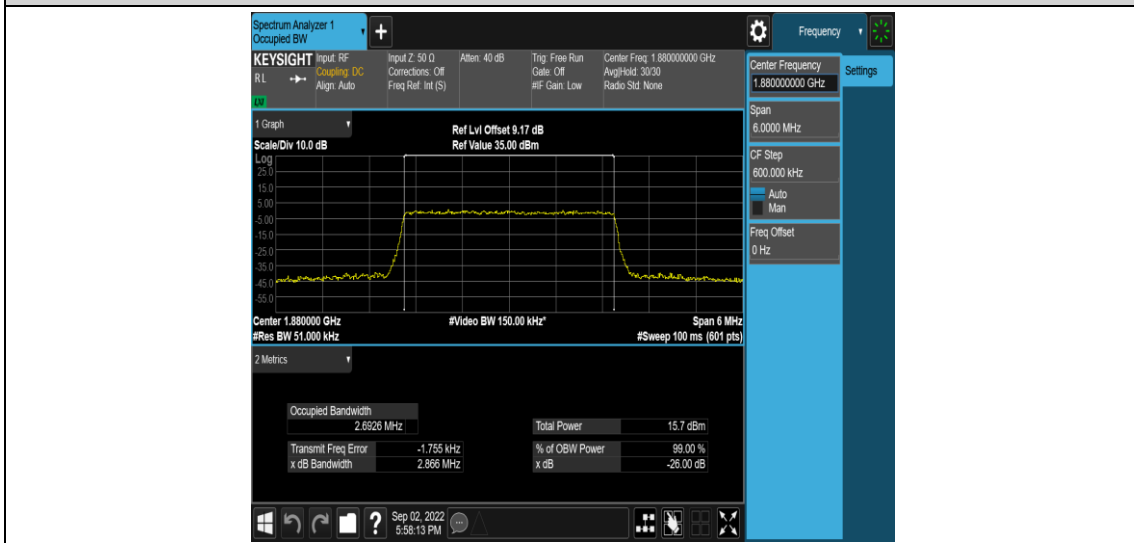 Spectrum Analyzer 1
Occupied BW
+
Frequency
KEYSIGHT
RL
Input: RF
Coupling: DC
Align: Auto
Input Z: 50 Ω
Corrections: Off
Freq Ref: Int (S)
Atten: 40 dB
Trig: Free Run
Gate: Off
#IF Gain: Low
Center Freq: 1.880000000 GHz
Avg|Hold: 30/30
Radio Std: None
Center Frequency
1.880000000 GHz
Settings
Span
6.0000 MHz
CF Step
600.000 kHz
Auto
Man
Freq Offset
0 Hz
1 Graph
Scale/Div 10.0 dB
Ref Lvl Offset 9.17 dB
Ref Value 35.00 dBm
Log
25.0
15.0
5.00
-5.00
-15.0
-25.0
-35.0
-45.0
-55.0
Center 1.880000 GHz
#Res BW 51.000 kHz
#Video BW 150.00 kHz*
Span 6 MHz
#Sweep 100 ms (601 pts)
2 Metrics
Occupied Bandwidth
2.6926 MHz
Transmit Freq Error -1.755 kHz
x dB Bandwidth 2.866 MHz
Total Power 15.7 dBm
% of OBW Power 99.00 %
x dB -26.00 dB
?
Sep 02, 2022
5:58:13 PM